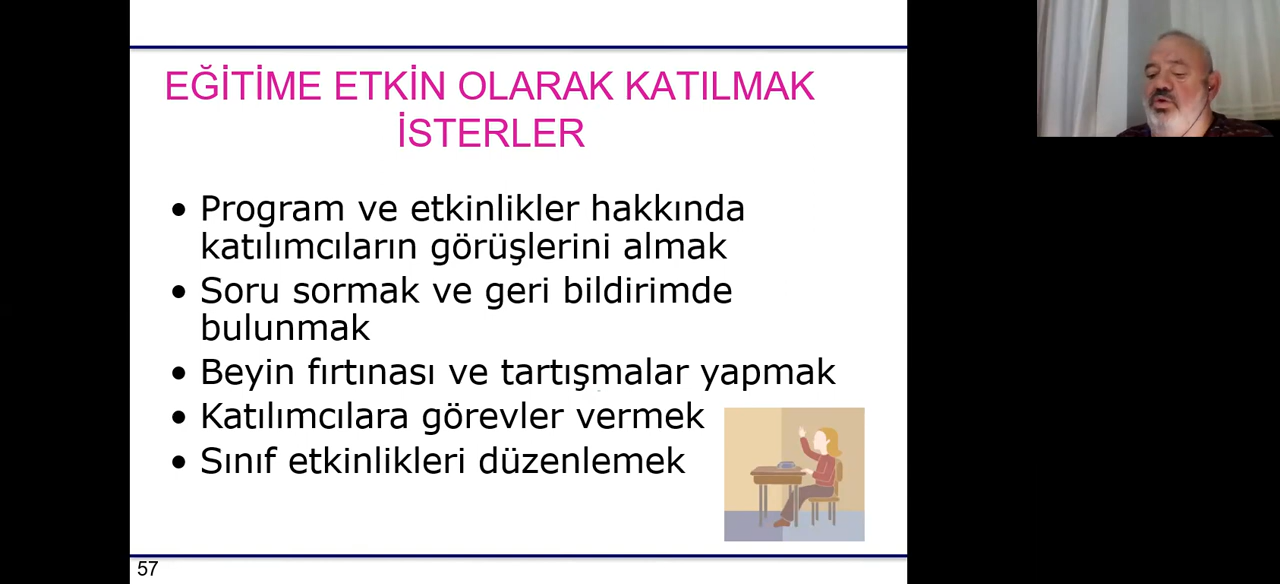 EĞİTİME ETKİN OLARAK KATILMAK
İSTERLER
• Program ve etkinlikler hakkında
katılımcıların görüşlerini almak
• Soru sormak ve geri bildirimde
bulunmak
• Beyin fırtınası ve tartışmalar yapmak
• Katılımcılara görevler vermek
• Sınıf etkinlikleri düzenlemek
57